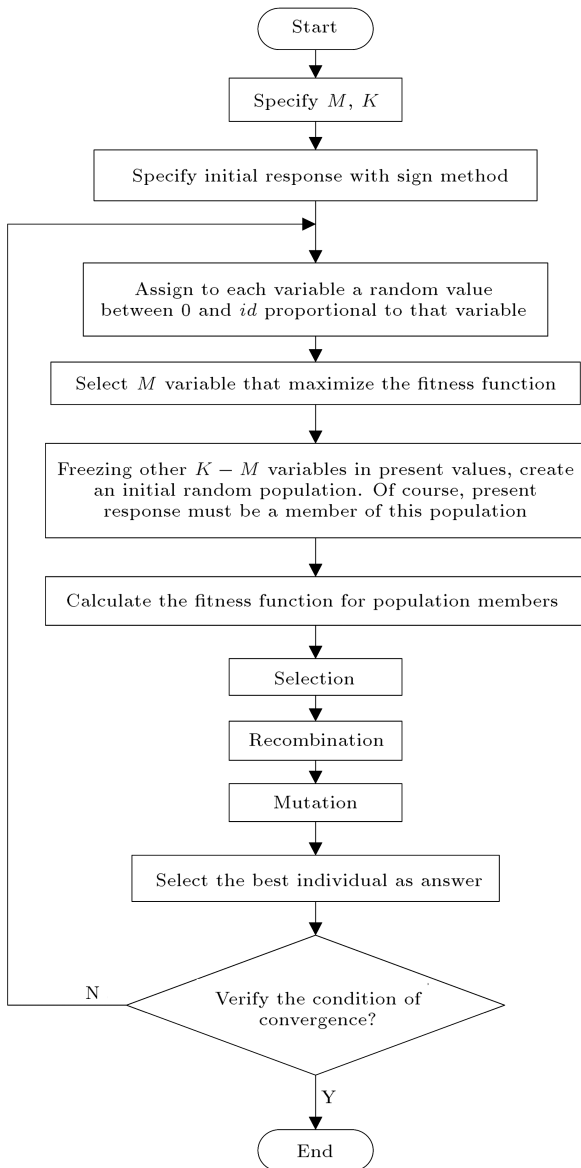 Start
Specify M, K
Specify initial response with sign method
Assign to each variable a random value
between 0 and id proportional to that variable
Select M variable that maximize the fitness function
Freezing other K − M variables in present values, create
an initial random population. Of course, present
response must be a member of this population
Calculate the fitness function for population members
Selection
Recombination
Mutation
Select the best individual as answer
N
Verify the condition of
convergence?
Y
End